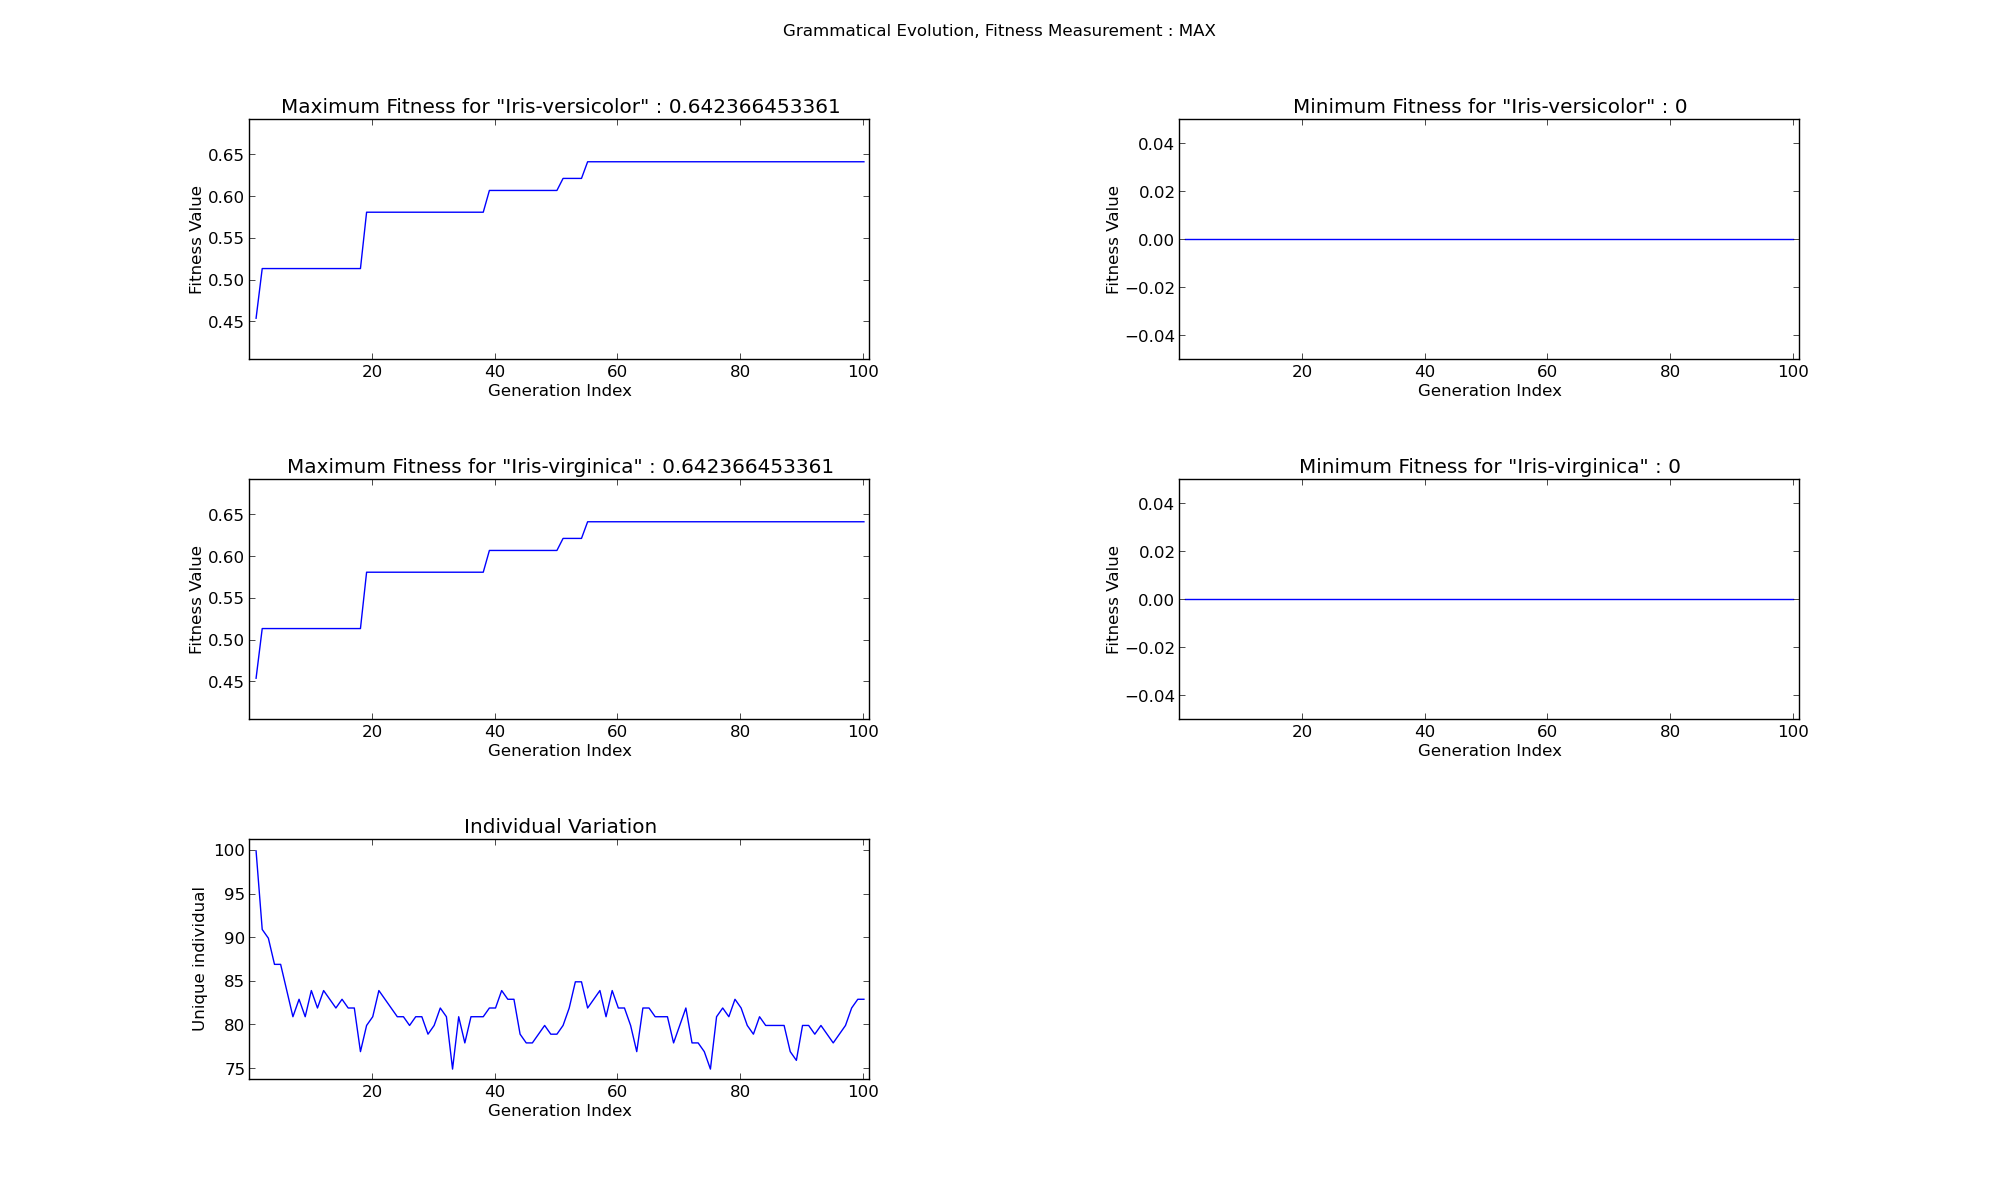 Grammatical Evolution, Fitness Measurement : MAX
Maximum Fitness for "Iris-versicolor" : 0.642366453361
0.65
0.60
0.55
0.50
0.45
Fitness Value
20 40 60 80 100
Generation Index
Minimum Fitness for "Iris-versicolor" : 0
0.04
0.02
0.00
−0.02
−0.04
Fitness Value
20 40 60 80 100
Generation Index
Maximum Fitness for "Iris-virginica" : 0.642366453361
0.65
0.60
0.55
0.50
0.45
Fitness Value
20 40 60 80 100
Generation Index
Minimum Fitness for "Iris-virginica" : 0
0.04
0.02
0.00
−0.02
−0.04
Fitness Value
20 40 60 80 100
Generation Index
Individual Variation
100
95
90
85
80
75
Unique individual
20 40 60 80 100
Generation Index